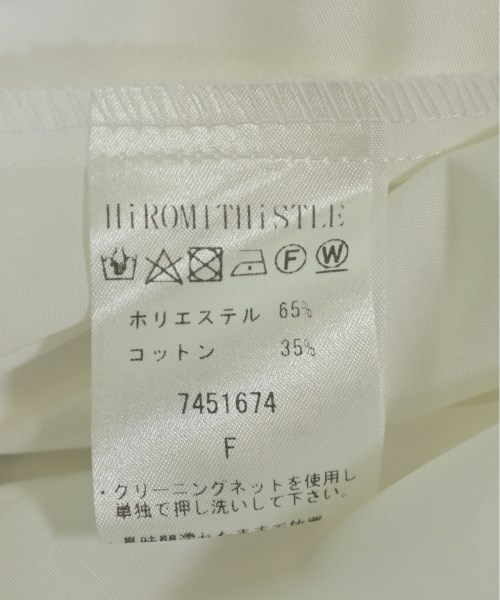 HiROMiTHiSTLE
F W
ポリエステル 65%
コットン 35%
7451674
F
・クリーニングネットを使用し
単独で押し洗いして下さい。